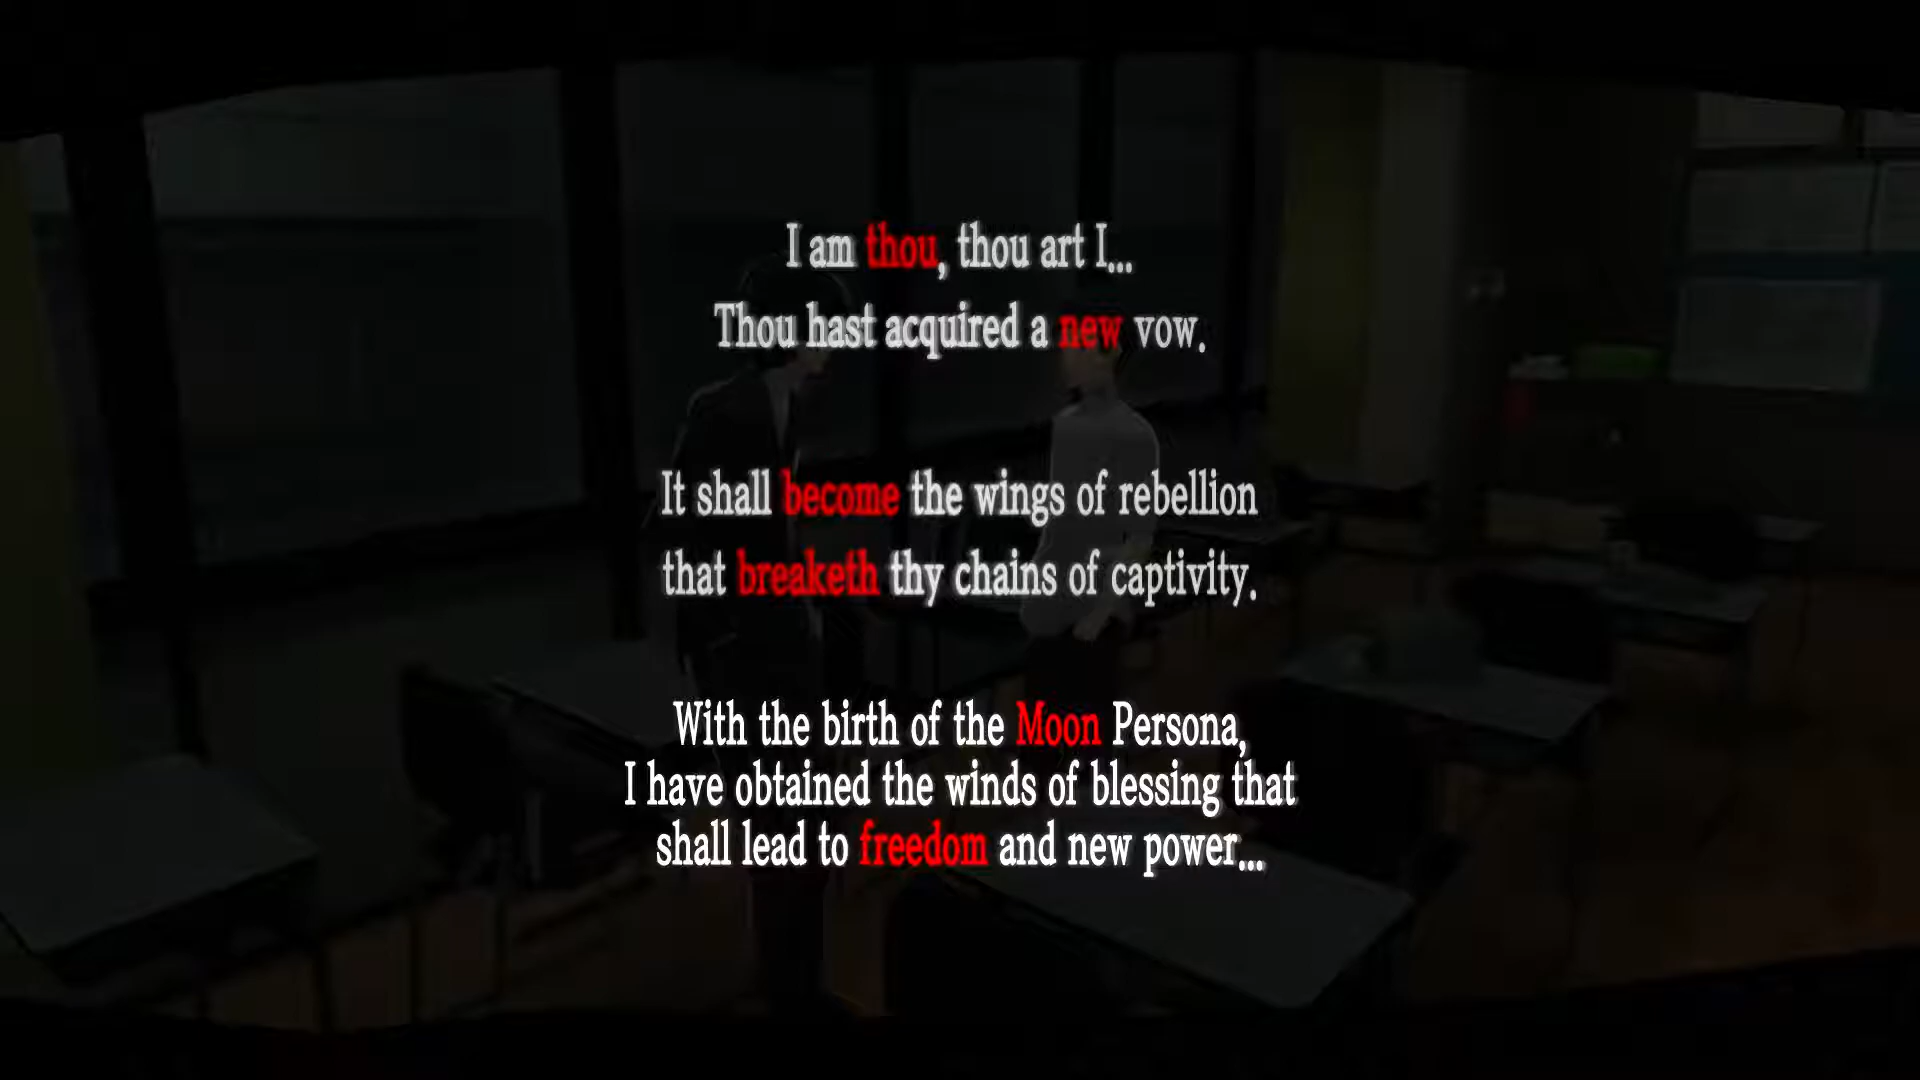 I am thou, thou art I...
Thou hast acquired a new vow.
It shall become the wings of rebellion
that breaketh thy chains of captivity.
With the birth of the Moon Persona,
I have obtained the winds of blessing that
shall lead to freedom and new power...